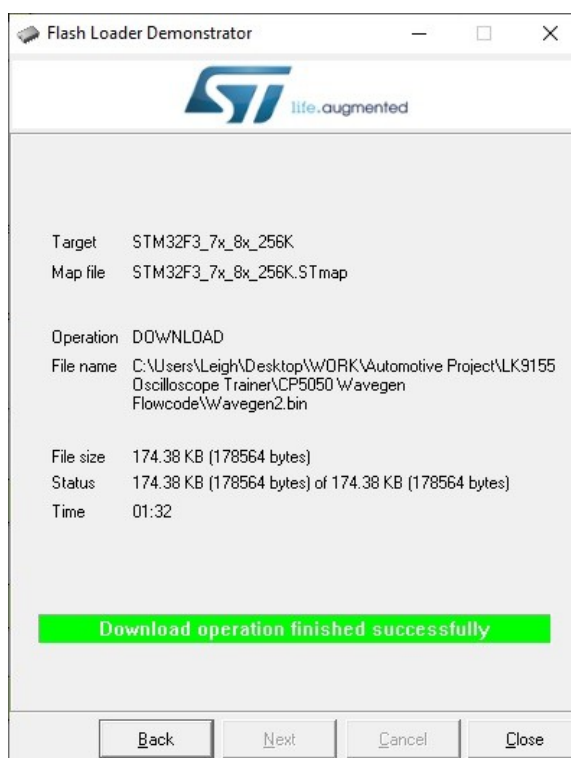 Flash Loader Demonstrator
ST life.augmented
Target STM32F3_7x_8x_256K
Map file STM32F3_7x_8x_256K.STmap
Operation DOWNLOAD
File name C:\Users\Leigh\Desktop\WORK\Automotive Project\LK9155
Oscilloscope Trainer\CP5050 Wavegen
Flowcode\Wavegen2.bin
File size 174.38 KB (178564 bytes)
Status 174.38 KB (178564 bytes) of 174.38 KB (178564 bytes)
Time 01:32
Download operation finished successfully
Back Next Cancel Close